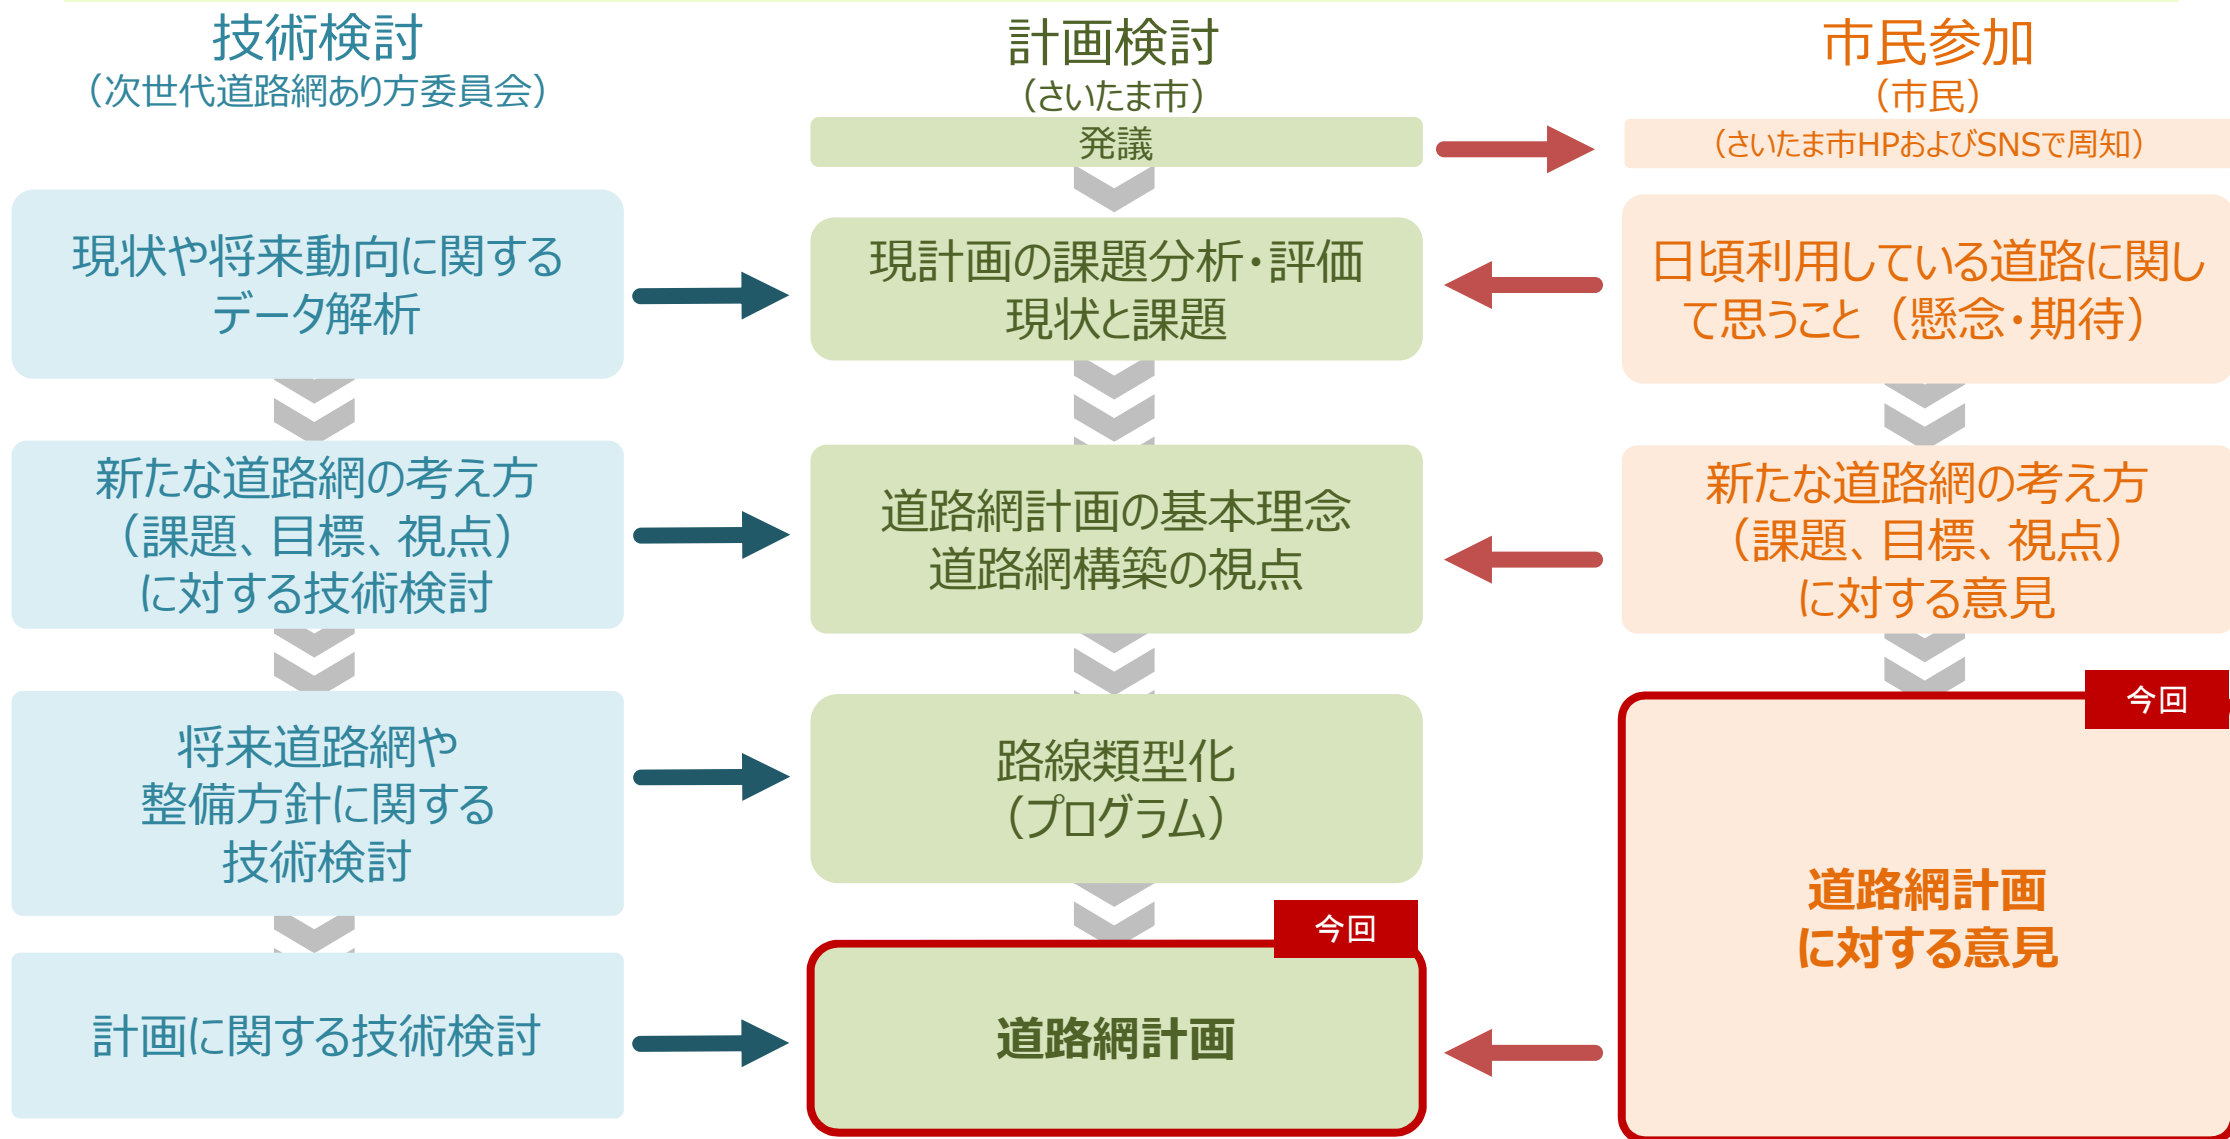 技術検討
（次世代道路網あり方委員会）
現状や将来動向に関する
データ解析
新たな道路網の考え方
（課題、目標、視点）
に対する技術検討
将来道路網や
整備方針に関する
技術検討
計画に関する技術検討
計画検討
（さいたま市）
発議
現計画の課題分析・評価
現状と課題
道路網計画の基本理念
道路網構築の視点
路線類型化
（プログラム）
今回
道路網計画
市民参加
（市民）
（さいたま市HPおよびSNSで周知）
日頃利用している道路に関し
て思うこと（懸念・期待）
新たな道路網の考え方
（課題、目標、視点）
に対する意見
今回
道路網計画
に対する意見